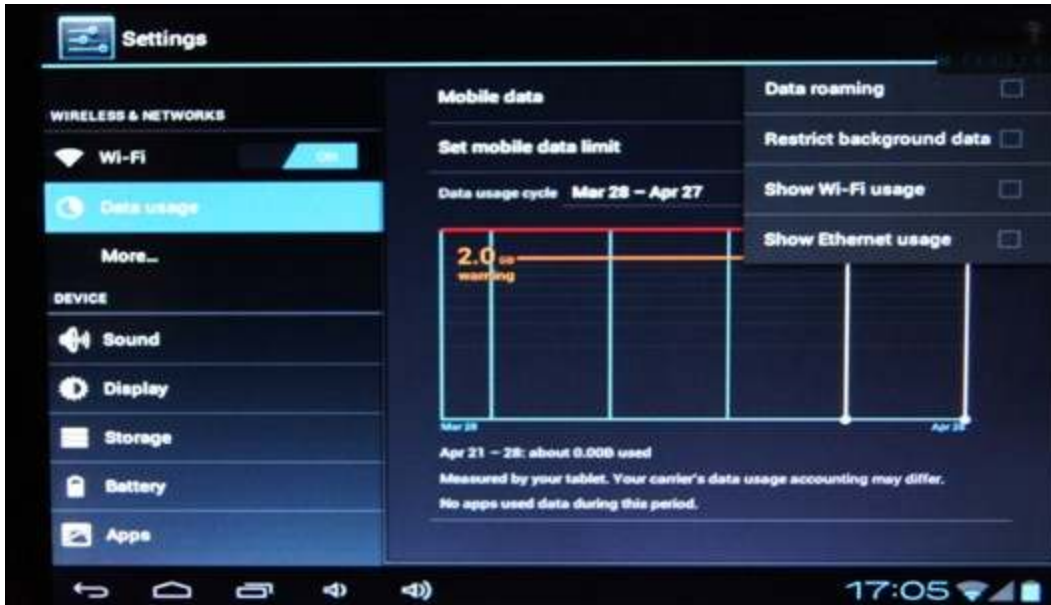 Settings
WIRELESS & NETWORKS
Wi-Fi
ON
Data usage
More...
DEVICE
Sound
Display
Storage
Battery
Apps
Mobile data
Set mobile data limit
Data usage cycle Mar 28 – Apr 27
2.0 GB
warning
Mar 28
Apr 28
Apr 21 – 28: about 0.00B used
Measured by your tablet. Your carrier's data usage accounting may differ.
No apps used data during this period.
Data roaming
Restrict background data
Show Wi-Fi usage
Show Ethernet usage
17:05